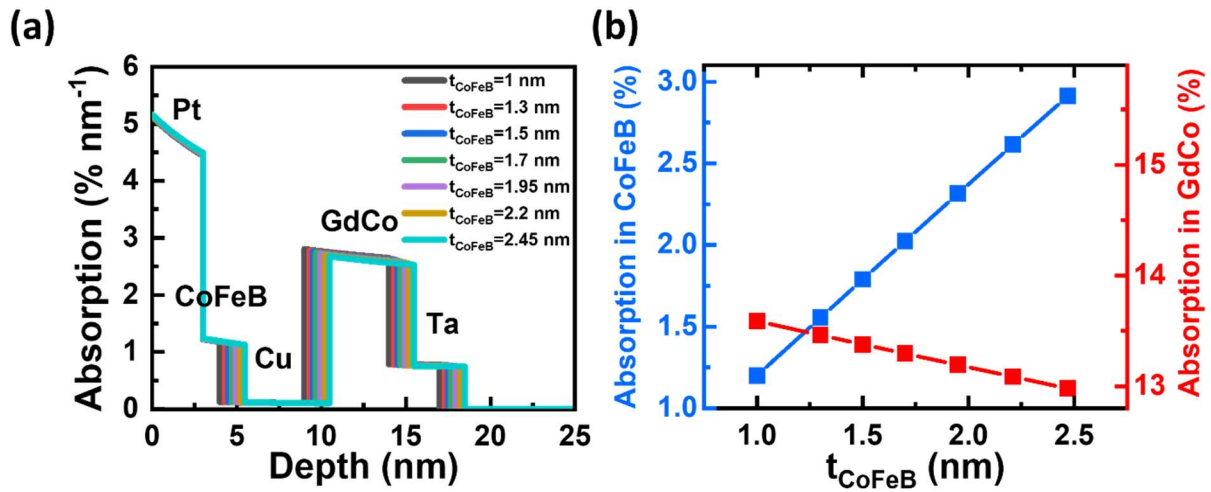 (a)
Absorption (% nm⁻¹)
6
5
4
3
2
1
0
0 5 10 15 20 25
Depth (nm)
Pt
CoFeB
Cu
GdCo
Ta
t_CoFeB=1 nm
t_CoFeB=1.3 nm
t_CoFeB=1.5 nm
t_CoFeB=1.7 nm
t_CoFeB=1.95 nm
t_CoFeB=2.2 nm
t_CoFeB=2.45 nm
(b)
Absorption in CoFeB (%)
3.0
2.5
2.0
1.5
1.0
1.0 1.5 2.0 2.5
t_CoFeB (nm)
15
14
13
Absorption in GdCo (%)